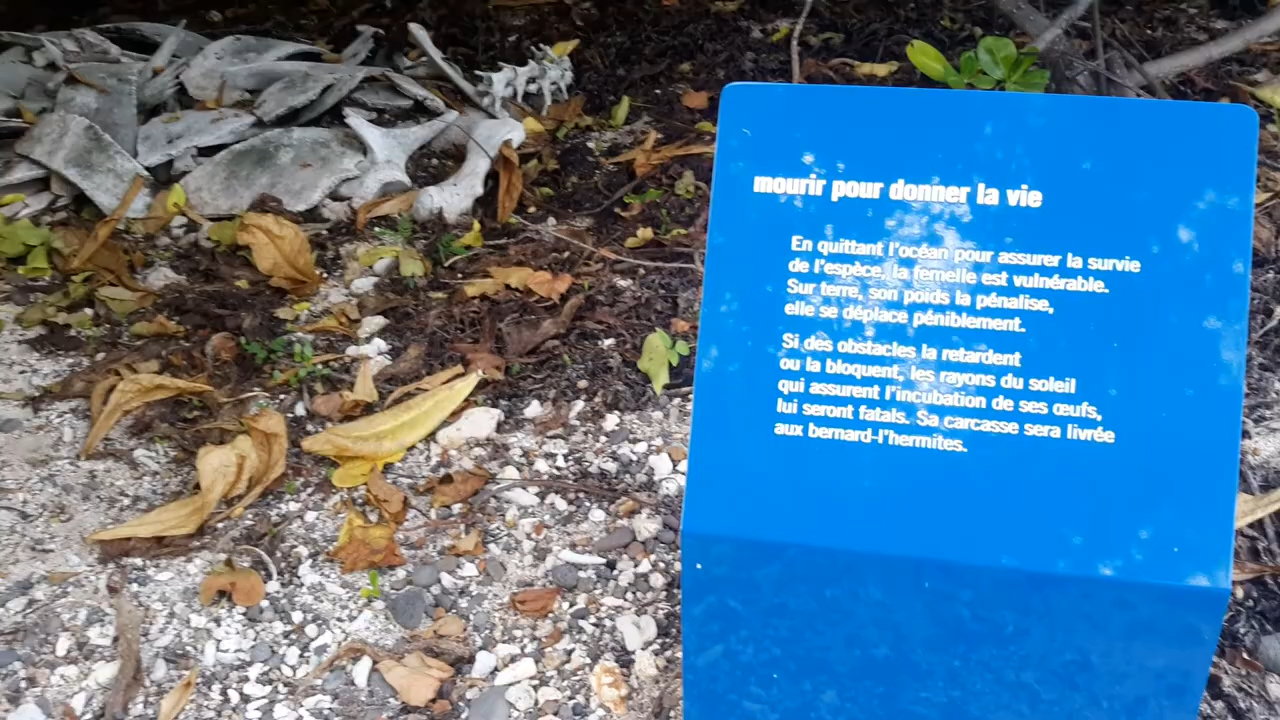 mourir pour donner la vie
En quittant l'océan pour assurer la survie
de l'espèce, la femelle est vulnérable.
Sur terre, son poids la pénalise,
elle se déplace péniblement.
Si des obstacles la retardent
ou la bloquent, les rayons du soleil
qui assurent l'incubation de ses œufs,
lui seront fatals. Sa carcasse sera livrée
aux bernard-l'hermites.